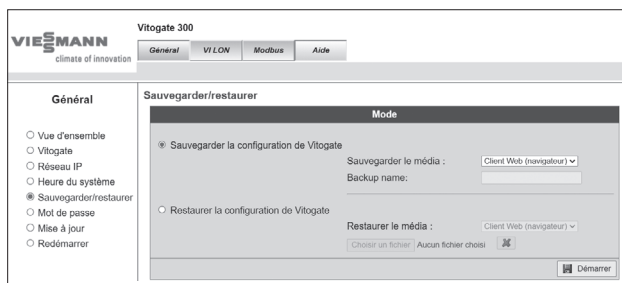 VIESSMANN
climate of innovation
Vitogate 300
Général VI LON Modbus Aide
Général
Vue d'ensemble
Vitogate
Réseau IP
Heure du système
Sauvegarder/restaurer
Mot de passe
Mise à jour
Redémarrer
Sauvegarder/restaurer
Mode
Sauvegarder la configuration de Vitogate
Sauvegarder le média : Client Web (navigateur)
Backup name:
Restaurer la configuration de Vitogate
Restaurer le média : Client Web (navigateur)
Choisir un fichier Aucun fichier choisi
Démarrer